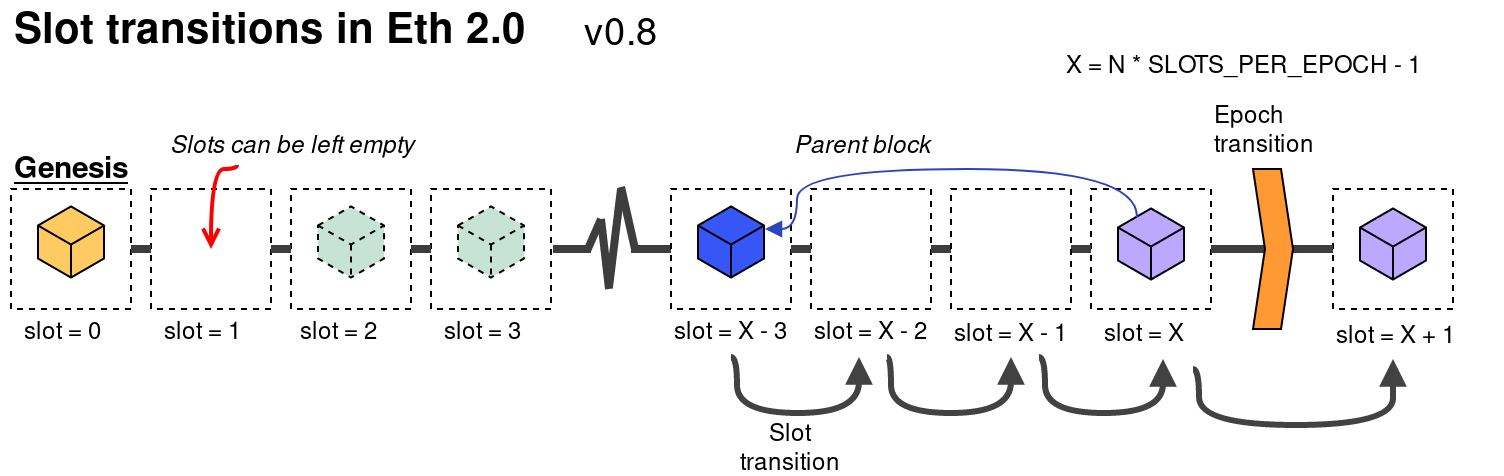 Slot transitions in Eth 2.0 v0.8
X = N * SLOTS_PER_EPOCH - 1
Epoch
transition
Slots can be left empty
Parent block
Genesis
slot = 0
slot = 1
slot = 2
slot = 3
slot = X - 3
slot = X - 2
slot = X - 1
slot = X
slot = X + 1
Slot
transition